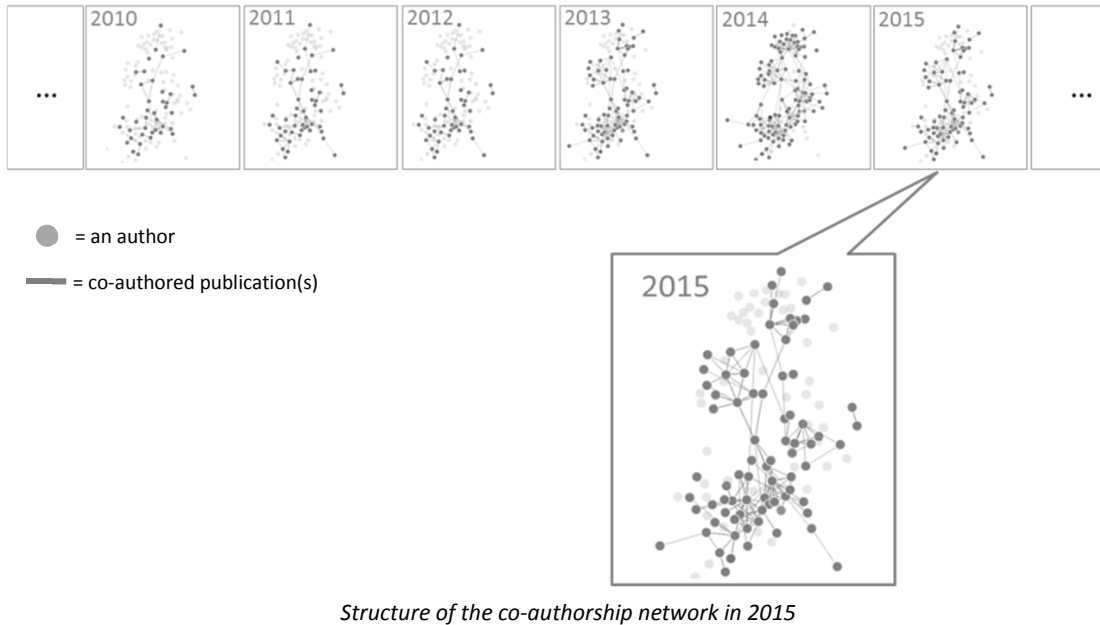 2010 2011 2012 2013 2014 2015
... ...
= an author
= co-authored publication(s)
2015
Structure of the co-authorship network in 2015